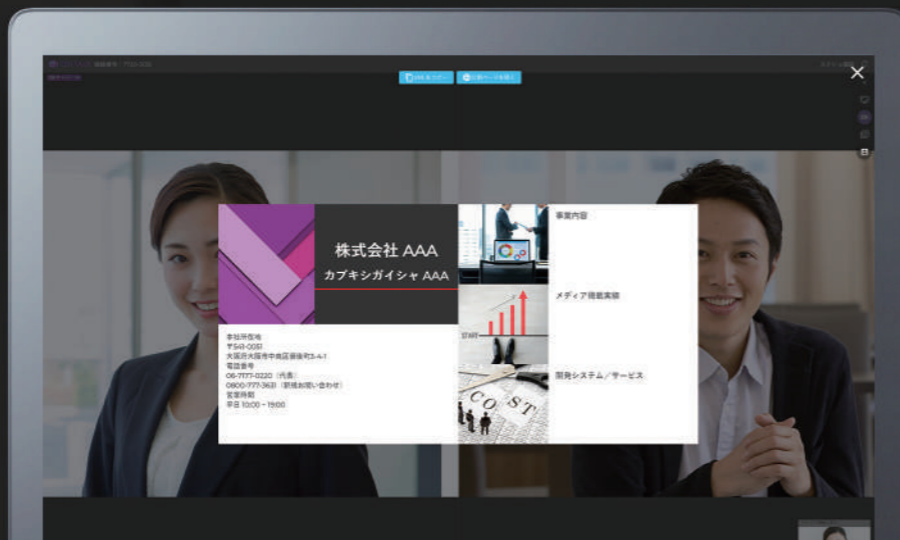 株式会社 AAA
カブキシガイシャ AAA
本社所在地
〒541-0051
大阪府大阪市中央区備後町3-4-1
電話番号
06-7177-0220（代表）
0800-777-3631（新規お問い合わせ）
営業時間
平日 10:00 ~ 19:00
事業内容
メディア掲載実績
START
開発システム／サービス
COST